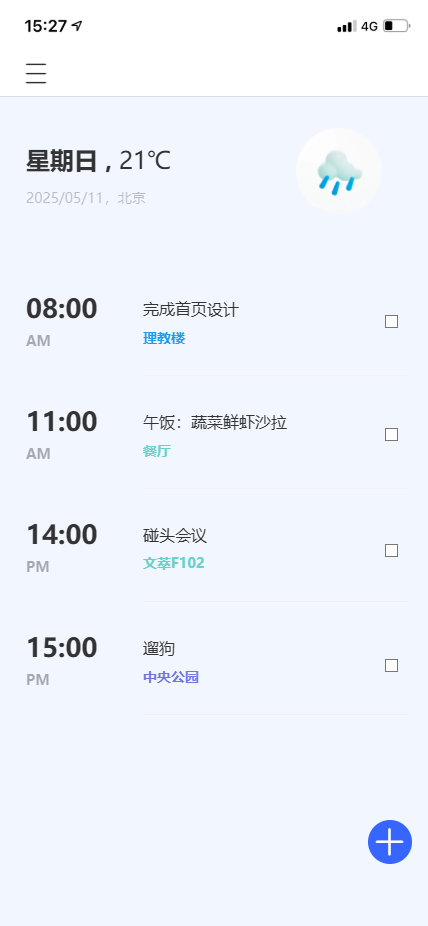 15:27 4G
星期日 , 21℃
2025/05/11，北京
08:00 完成首页设计
AM 理教楼
11:00 午饭：蔬菜鲜虾沙拉
AM 餐厅
14:00 碰头会议
PM 文萃F102
15:00 遛狗
PM 中央公园